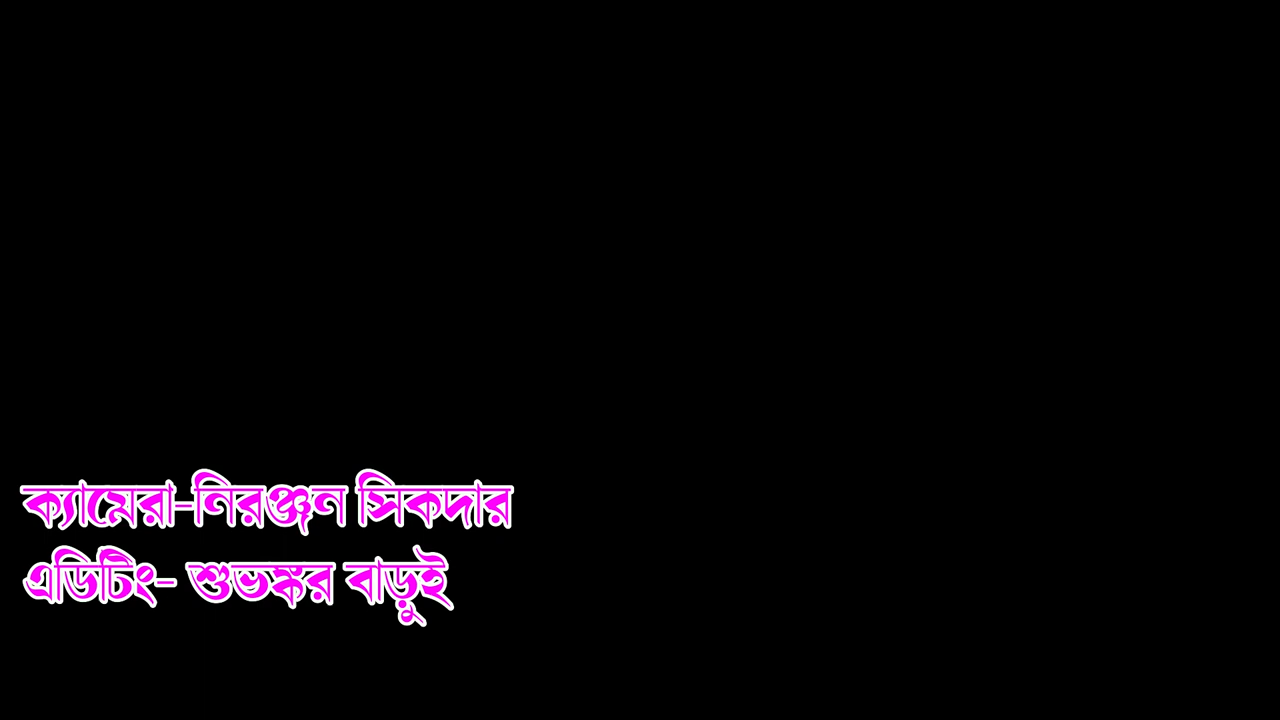 ক্যামেরা-নিরঞ্জন সিকদার
এডিটিং- শুভঙ্কর বাড়ুই